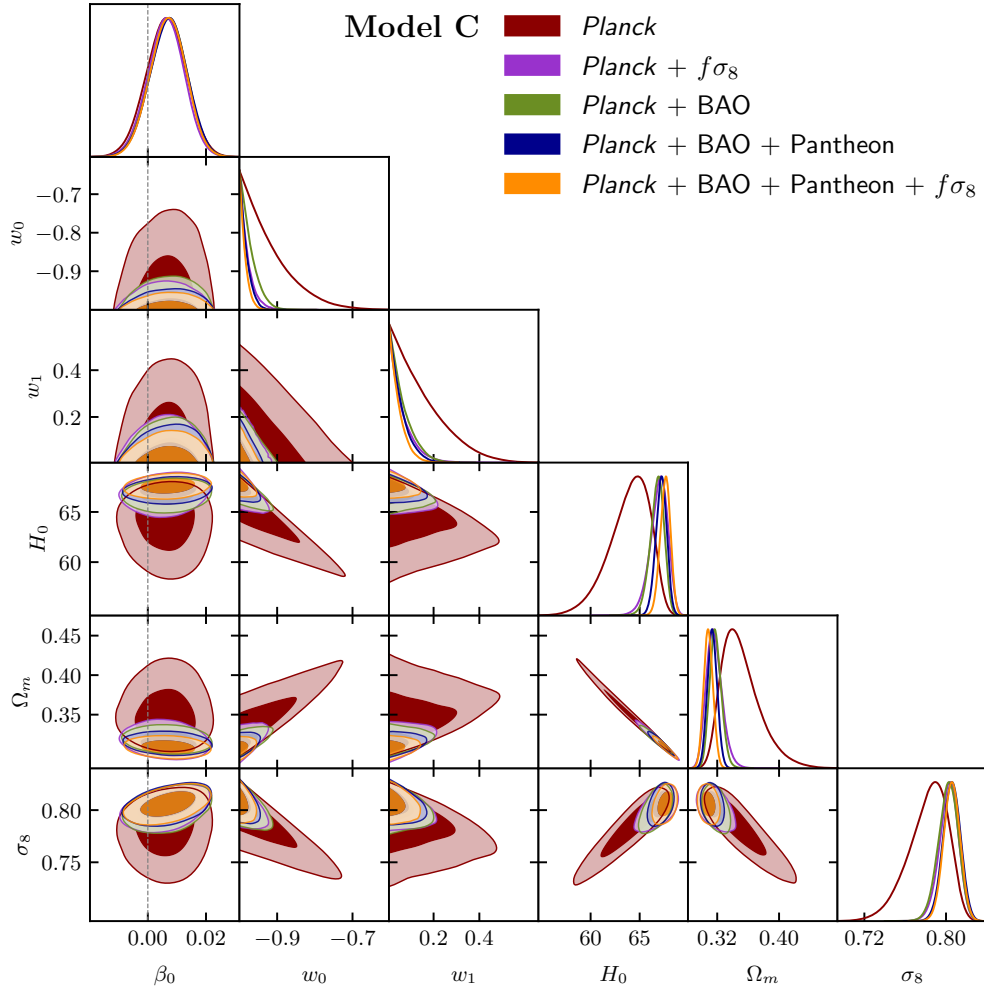 Model C
Planck
Planck + fσ₈
Planck + BAO
Planck + BAO + Pantheon
Planck + BAO + Pantheon + fσ₈
w₀
−0.7
−0.8
−0.9
w₁
0.4
0.2
H₀
65
60
Ωₘ
0.45
0.40
0.35
σ₈
0.80
0.75
0.00 0.02 −0.9 −0.7 0.2 0.4 60 65 0.32 0.40 0.72 0.80
β₀ w₀ w₁ H₀ Ωₘ σ₈